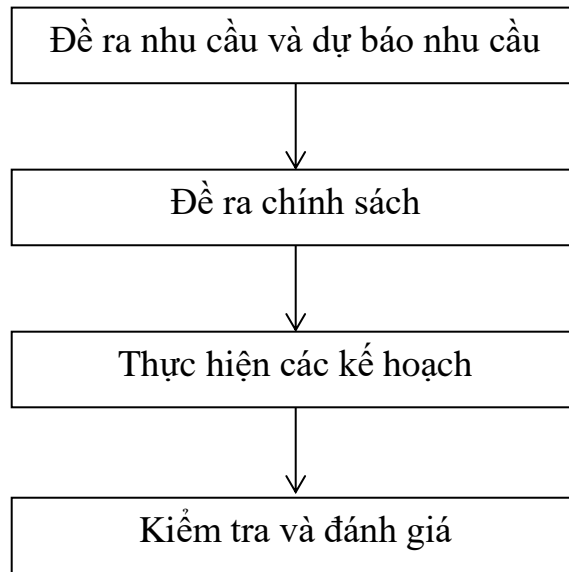 Đề ra nhu cầu và dự báo nhu cầu
Đề ra chính sách
Thực hiện các kế hoạch
Kiểm tra và đánh giá